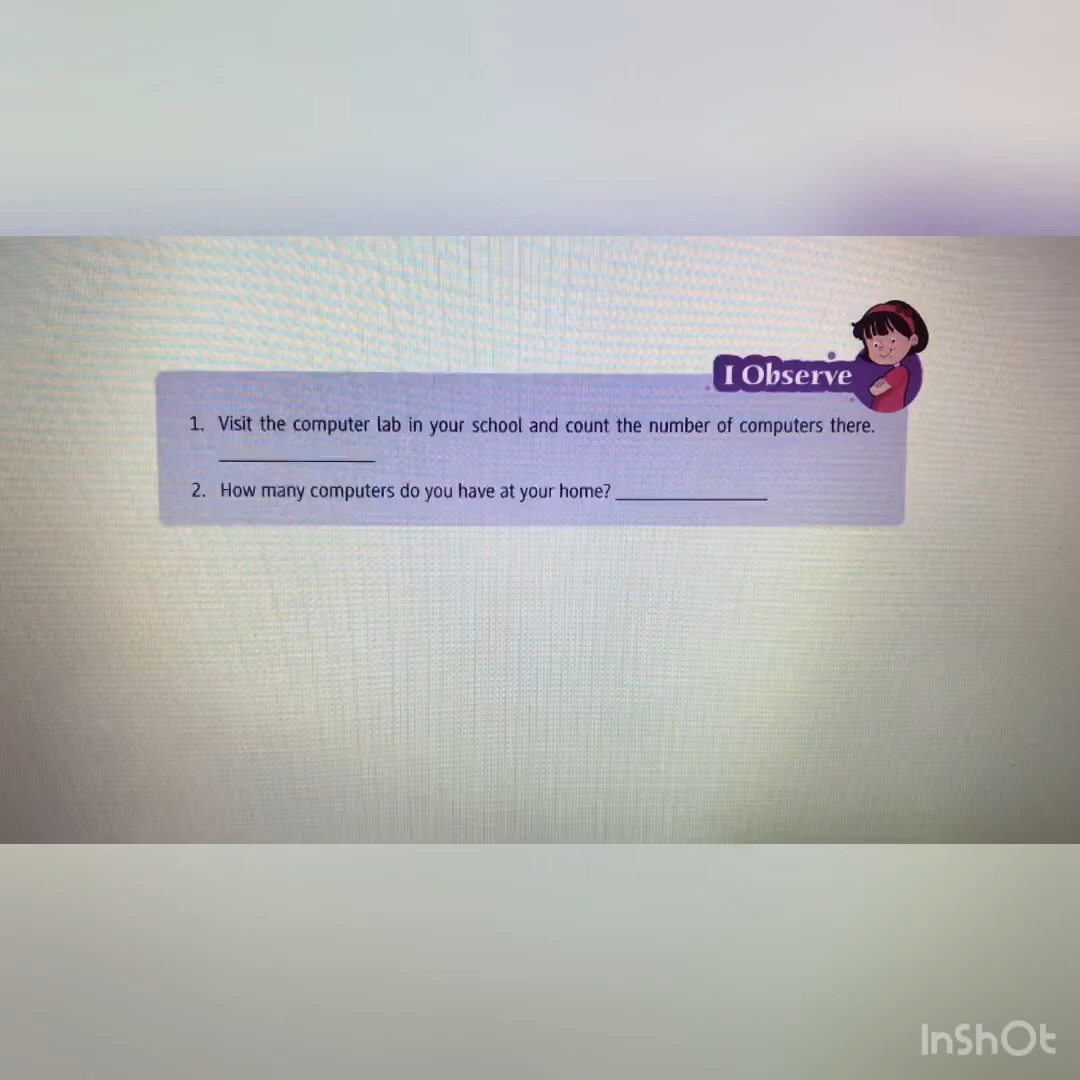 I Observe
1. Visit the computer lab in your school and count the number of computers there.
2. How many computers do you have at your home?
InShOt